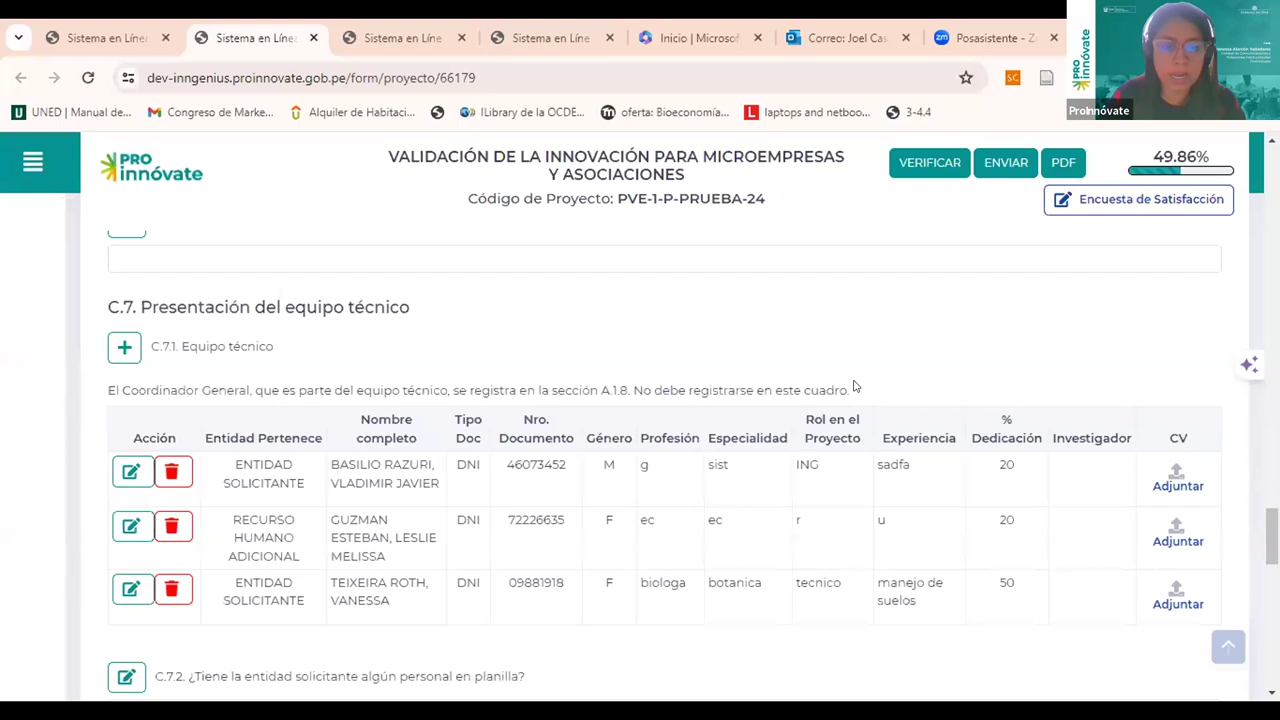 Sistema en Líne
Sistema en Línea
Sistema en Líne
Sistema en Líne
Inicio | Microsof
Correo: Joel Cas
Posasistente - Z
dev-inngenius.proinnovate.gob.pe/form/proyecto/66179
UNED | Manual de...
Congreso de Marke...
Alquiler de habitaci...
ILibrary de la OCDE...
oferta: Bioeconomí...
laptops and netboo...
3-4.4
PRO innóvate
ProInnóvate
PRO
innóvate
VALIDACIÓN DE LA INNOVACIÓN PARA MICROEMPRESAS
Y ASOCIACIONES
Código de Proyecto: PVE-1-P-PRUEBA-24
VERIFICAR
ENVIAR
PDF
49.86%
Encuesta de Satisfacción
C.7. Presentación del equipo técnico
C.7.1. Equipo técnico
El Coordinador General, que es parte del equipo técnico, se registra en la sección A.1.8. No debe registrarse en este cuadro.
Acción Entidad Pertenece Nombre completo Tipo Doc Nro. Documento Género Profesión Especialidad Rol en el Proyecto Experiencia % Dedicación Investigador CV
ENTIDAD SOLICITANTE BASILIO RAZURI, VLADIMIR JAVIER DNI 46073452 M g sist ING sadfa 20 Adjuntar
RECURSO HUMANO ADICIONAL GUZMAN ESTEBAN, LESLIE MELISSA DNI 72226635 F ec ec r u 20 Adjuntar
ENTIDAD SOLICITANTE TEIXEIRA ROTH, VANESSA DNI 09881918 F biologa botanica tecnico manejo de suelos 50 Adjuntar
C.7.2. ¿Tiene la entidad solicitante algún personal en planilla?